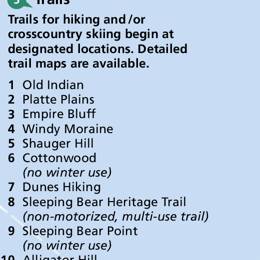 Trails
Trails for hiking and/or
crosscountry skiing begin at
designated locations. Detailed
trail maps are available.
1 Old Indian
2 Platte Plains
3 Empire Bluff
4 Windy Moraine
5 Shauger Hill
6 Cottonwood
(no winter use)
7 Dunes Hiking
8 Sleeping Bear Heritage Trail
(non-motorized, multi-use trail)
9 Sleeping Bear Point
(no winter use)
10 Alligator Hill